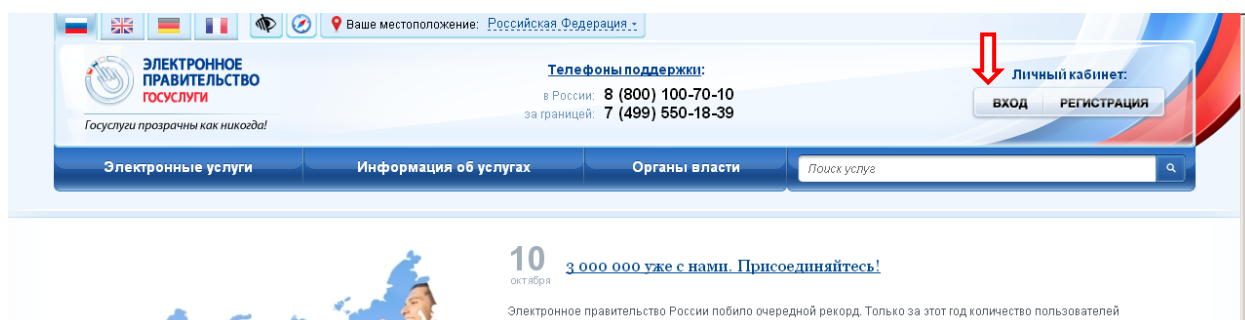 Ваше местоположение: Российская Федерация
ЭЛЕКТРОННОЕ
ПРАВИТЕЛЬСТВО
ГОСУСЛУГИ
Госуслуги прозрачны как никогда!
Телефоны поддержки:
в России: 8 (800) 100-70-10
за границей: 7 (499) 550-18-39
Личный кабинет:
ВХОД РЕГИСТРАЦИЯ
Электронные услуги Информация об услугах Органы власти Поиск услуг
10
октября
3 000 000 уже с нами. Присоединяйтесь!
Электронное правительство России побило очередной рекорд. Только за этот год количество пользователей